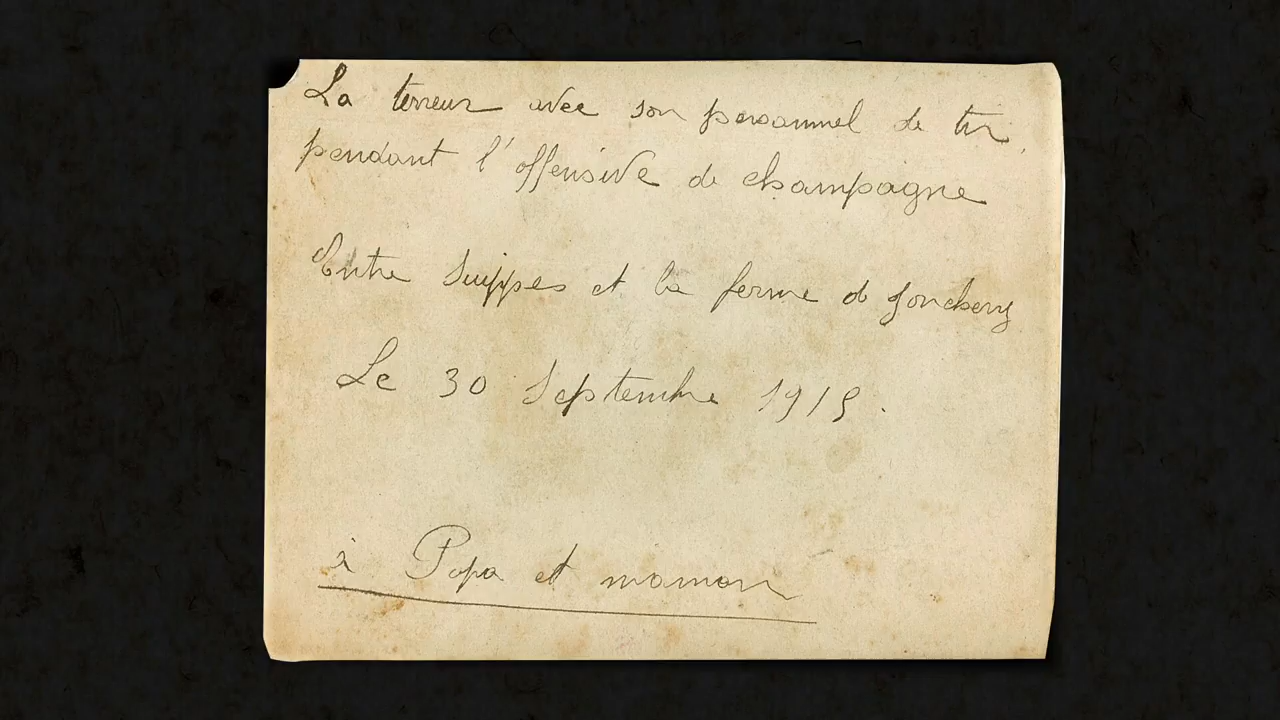 La terreur avec son personnel de tir
pendant l'offensive de champagne
Entre Suippes et la ferme de Jonchery
Le 30 Septembre 1915.
à Papa et maman